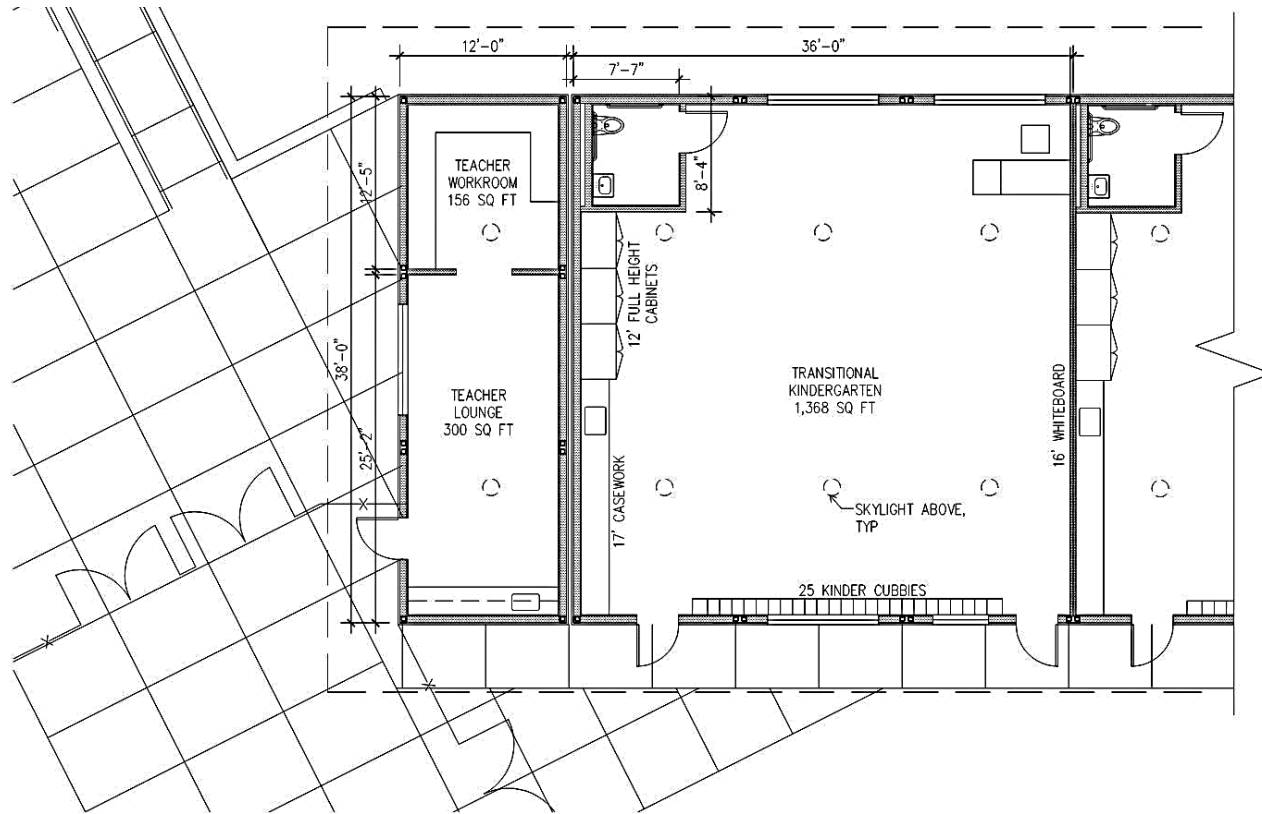 12'-0"
36'-0"
7'-7"
TEACHER
WORKROOM
156 SQ FT
12'-5"
8'-4"
12' FULL HEIGHT
CABINETS
38'-0"
TEACHER
LOUNGE
300 SQ FT
25'-2"
TRANSITIONAL
KINDERGARTEN
1,368 SQ FT
16' WHITEBOARD
17' CASEWORK
SKYLIGHT ABOVE,
TYP
25 KINDER CUBBIES